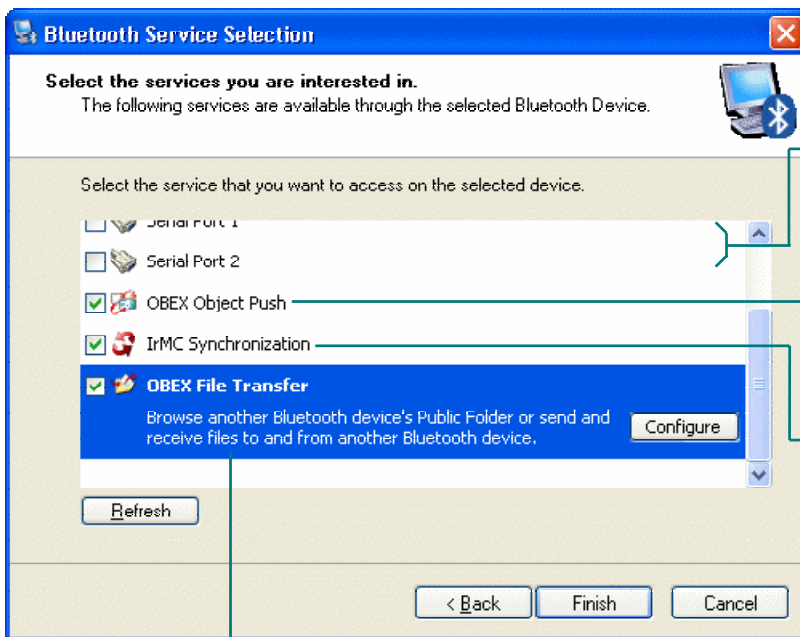 Bluetooth Service Selection
Select the services you are interested in.
The following services are available through the selected Bluetooth Device.
Select the service that you want to access on the selected device.
Serial Port 1
Serial Port 2
OBEX Object Push
IrMC Synchronization
OBEX File Transfer
Browse another Bluetooth device's Public Folder or send and
receive files to and from another Bluetooth device.
Configure
Refresh
< Back
Finish
Cancel